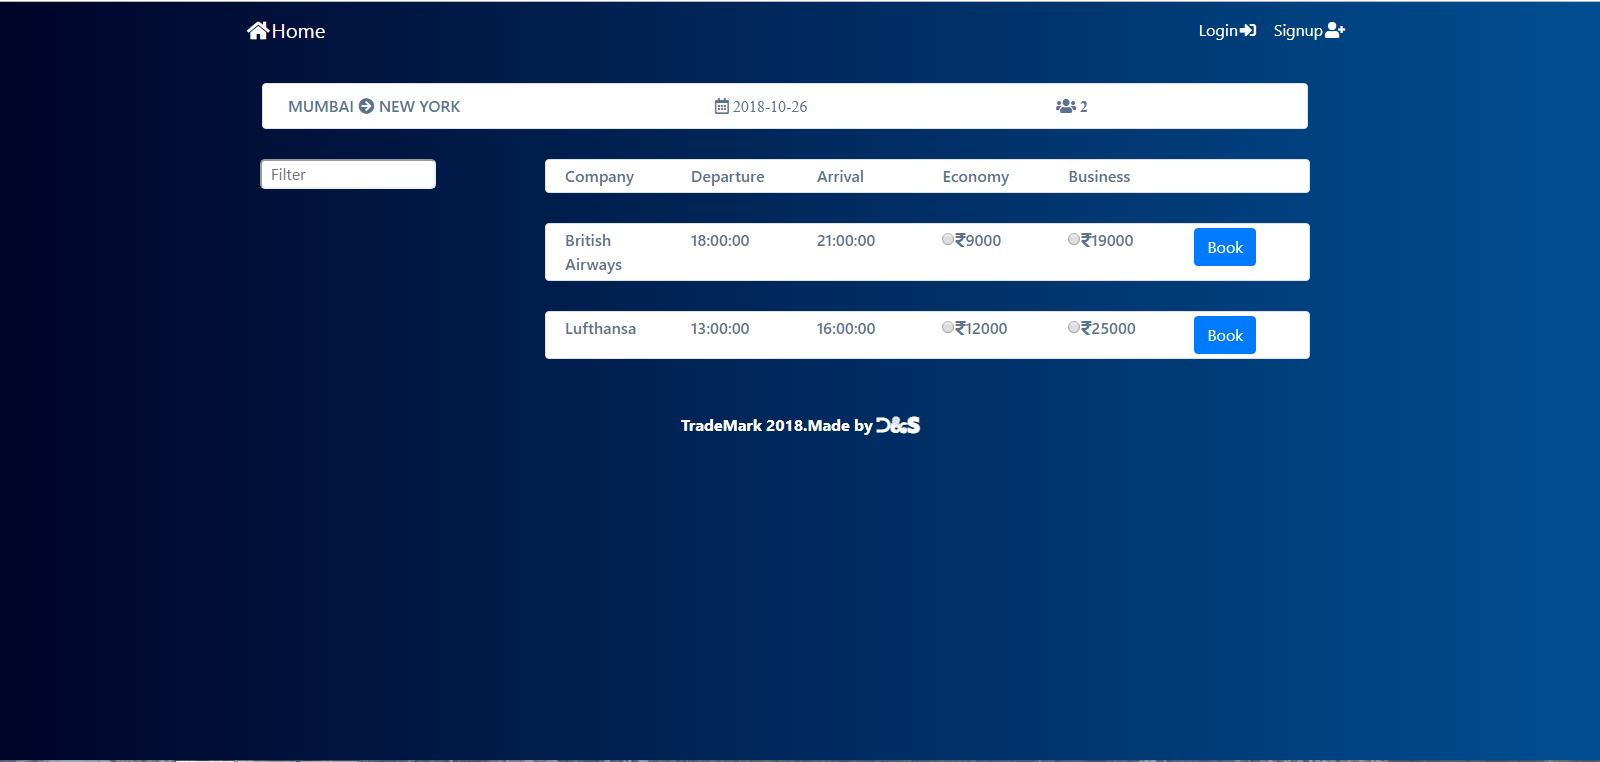 Home
Login Signup
MUMBAI NEW YORK 2018-10-26 2
Filter
Company Departure Arrival Economy Business
British Airways 18:00:00 21:00:00 ₹9000 ₹19000 Book
Lufthansa 13:00:00 16:00:00 ₹12000 ₹25000 Book
TradeMark 2018.Made by D&S